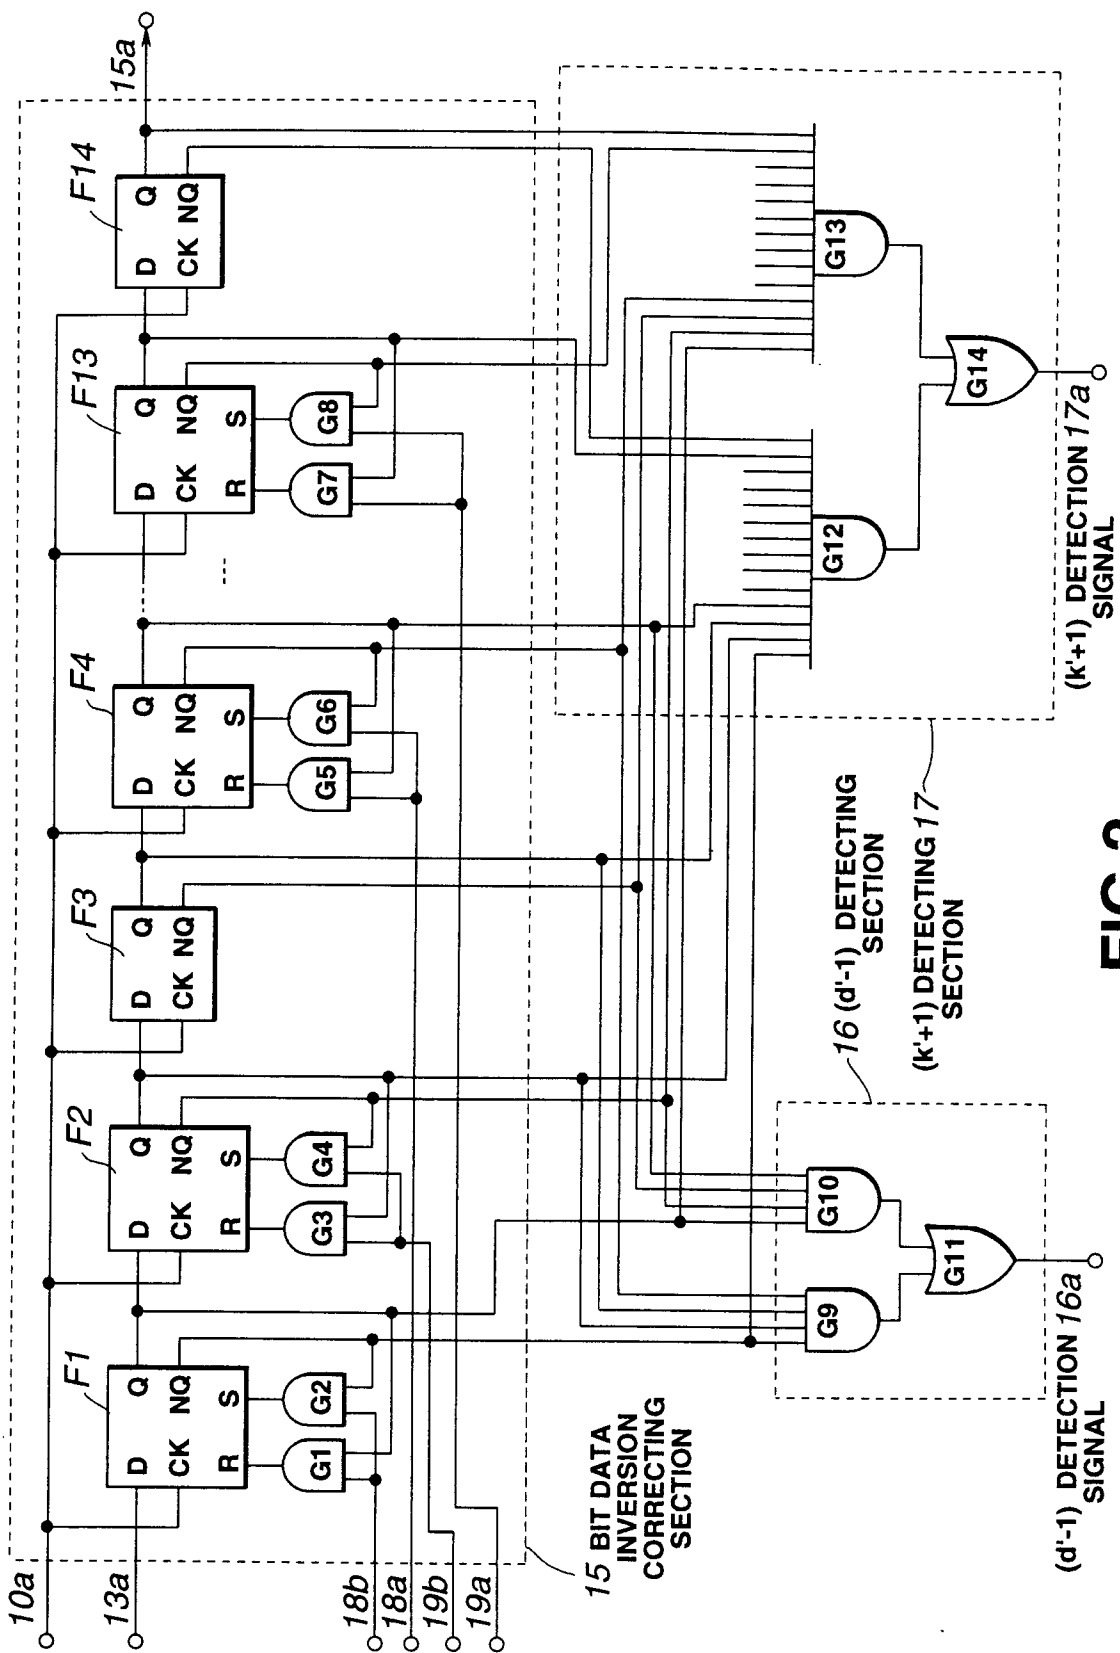 10a
13a
18b
18a
19b
19a
15a
F1
D Q
CK NQ
R S
G1 G2
F2
D Q
CK NQ
R S
G3 G4
F3
D Q
CK NQ
F4
D Q
CK NQ
R S
G5 G6
F13
D Q
CK NQ
R S
G7 G8
F14
D Q
CK NQ
15 BIT DATA
INVERSION
CORRECTING
SECTION
16 (d'-1) DETECTING
SECTION
(k'+1) DETECTING 17
SECTION
G9
G10
G11
G12
G13
G14
(d'-1) DETECTION 16a
SIGNAL
(k'+1) DETECTION 17a
SIGNAL